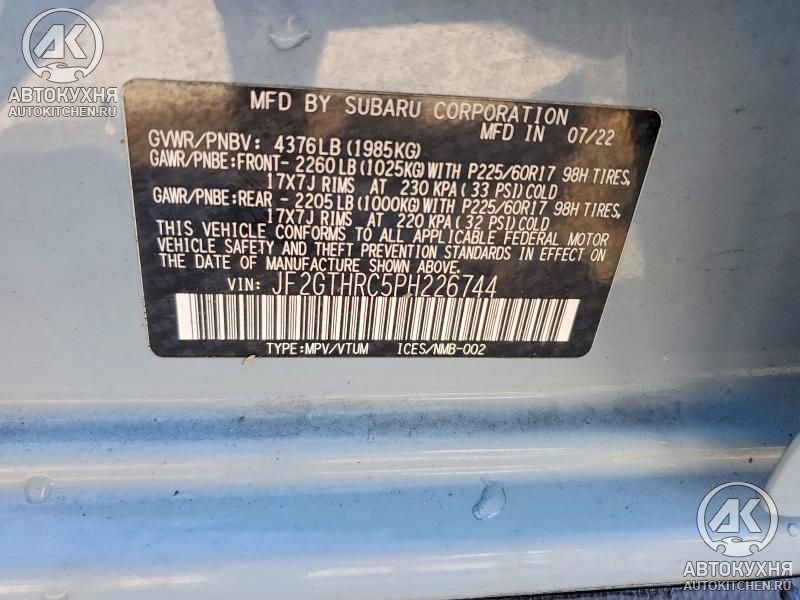 АВТОКУХНЯ
AUTOKITCHEN.RU
MFD BY SUBARU CORPORATION
MFD IN 07/22
GVWR/PNBV: 4376LB (1985KG)
GAWR/PNBE:FRONT- 2260LB (1025KG) WITH P225/60R17 98H TIRES,
17X7J RIMS AT 230 KPA (33 PSI) COLD
GAWR/PNBE:REAR - 2205LB (1000KG) WITH P225/60R17 98H TIRES,
17X7J RIMS AT 220 KPA (32 PSI) COLD
THIS VEHICLE CONFORMS TO ALL APPLICABLE FEDERAL MOTOR
VEHICLE SAFETY AND THEFT PREVENTION STANDARDS IN EFFECT ON
THE DATE OF MANUFACTURE SHOWN ABOVE.
VIN: JF2GTHRC5PH226744
TYPE:MPV/VTUM ICES/NMB-002
АВТОКУХНЯ
AUTOKITCHEN.RU